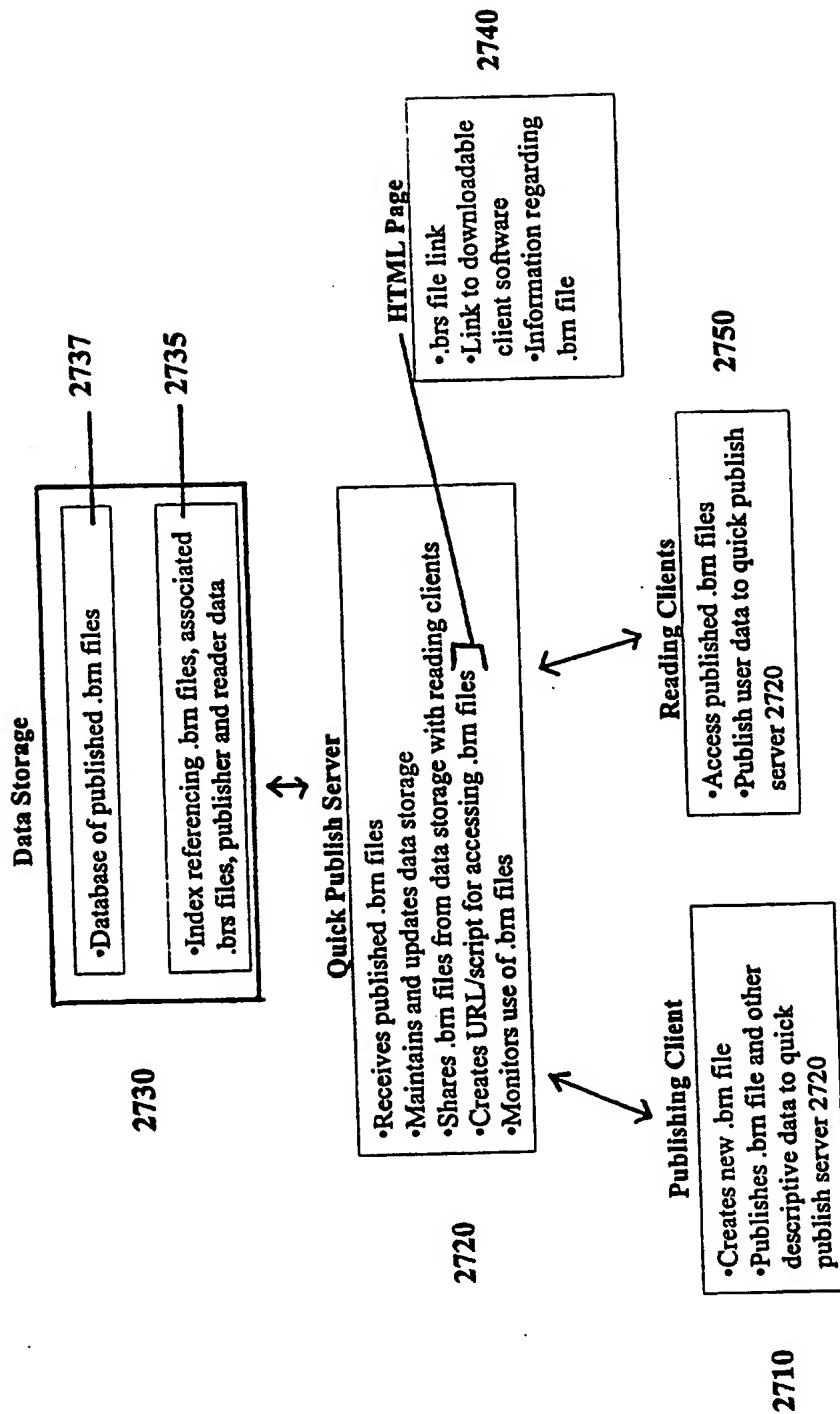 Data Storage
2737
•Database of published .brn files
2735
•Index referencing .brn files, associated
.brs files, publisher and reader data
2730
Quick Publish Server
•Receives published .brn files
•Maintains and updates data storage
•Shares .brn files from data storage with reading clients
•Creates URL/script for accessing .brn files
•Monitors use of .brn files
2720
HTML Page
2740
•.brs file link
•Link to downloadable
client software
•Information regarding
.brn file
Publishing Client
•Creates new .brn file
•Publishes .brn file and other
descriptive data to quick
publish server 2720
2710
Reading Clients
2750
•Access published .brn files
•Publish user data to quick publish
server 2720